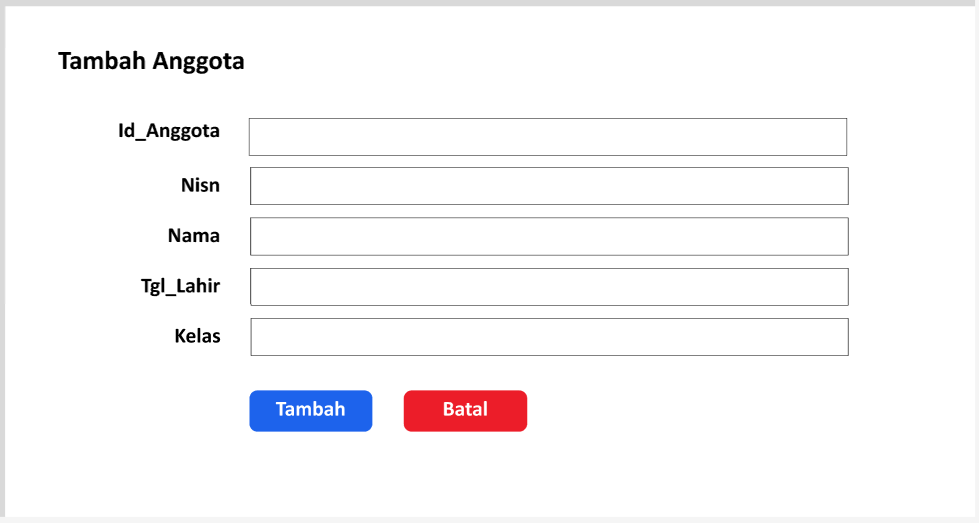 Tambah Anggota
Id_Anggota
Nisn
Nama
Tgl_Lahir
Kelas
Tambah Batal